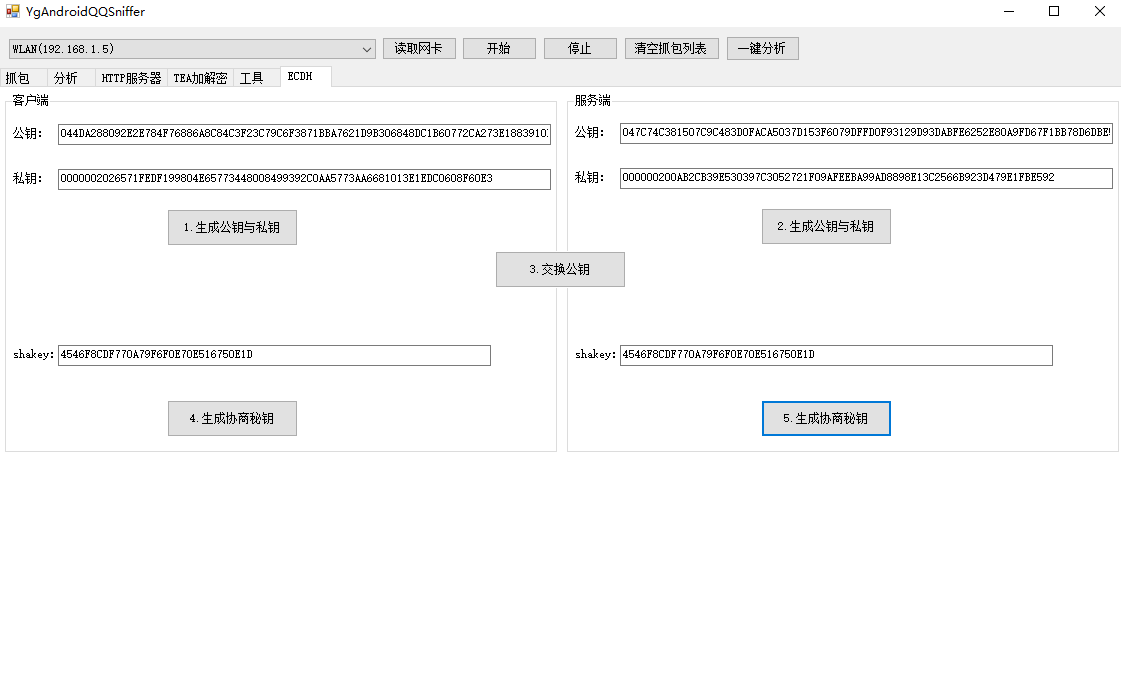 YgAndroidQQSniffer
WLAN(192.168.1.5)
读取网卡
开始
停止
清空抓包列表
一键分析
抓包
分析
HTTP服务器
TEA加解密
工具
ECDH
客户端
公钥:
044DA288092E2E784F76886A8C84C3F23C79C6F3871BBA7621D9B306848DC1B60772CA273E1883910
私钥:
0000002026571FEDF199804E65773448008499392C0AA5773AA6681013E1EDC0608F60E3
1.生成公钥与私钥
服务端
公钥:
047C74C381507C9C483D0FACA5037D153F6079DFFD0F93129D93DABFE6252E80A9FD67F1BB78D6DBE
私钥:
000000200AB2CB39E530397C3052721F09AFEEBA99AD8898E13C2566B923D479E1FBE592
2.生成公钥与私钥
3.交换公钥
shakey:
4546F8CDF770A79F6F0E70E516750E1D
4.生成协商秘钥
shakey:
4546F8CDF770A79F6F0E70E516750E1D
5.生成协商秘钥